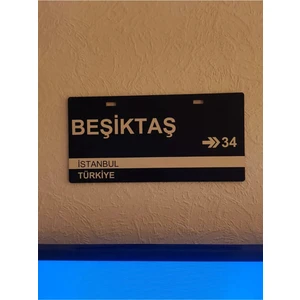 BEŞİKTAŞ
34
İSTANBUL
TÜRKİYE